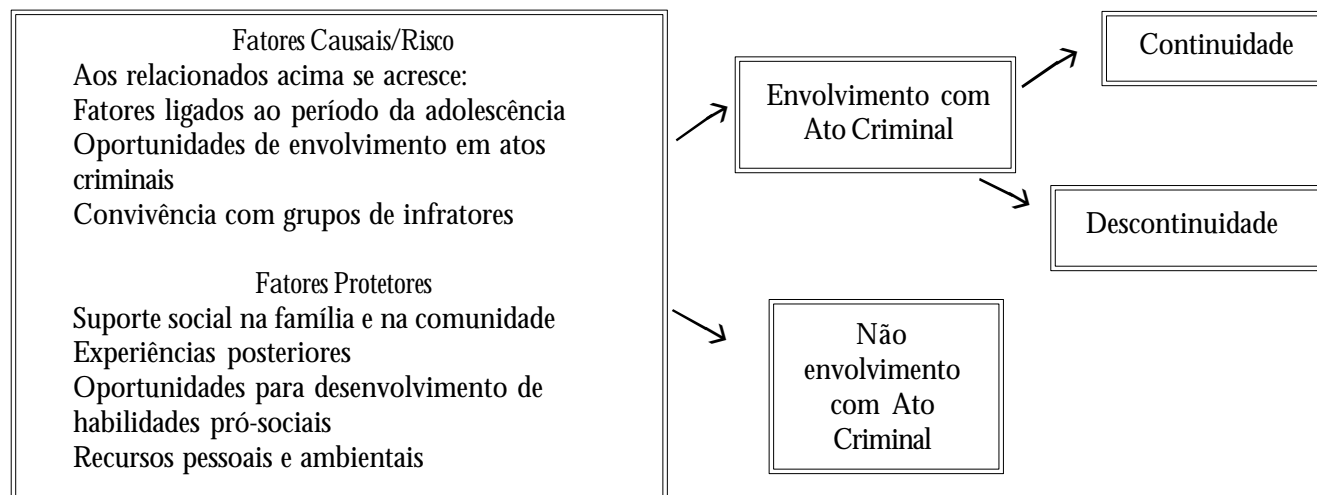 Fatores Causais/Risco
Aos relacionados acima se acresce:
Fatores ligados ao período da adolescência
Oportunidades de envolvimento em atos
criminais
Convivência com grupos de infratores
Fatores Protetores
Suporte social na família e na comunidade
Experiências posteriores
Oportunidades para desenvolvimento de
habilidades pró-sociais
Recursos pessoais e ambientais
Envolvimento com
Ato Criminal
Continuidade
Descontinuidade
Não
envolvimento
com Ato
Criminal